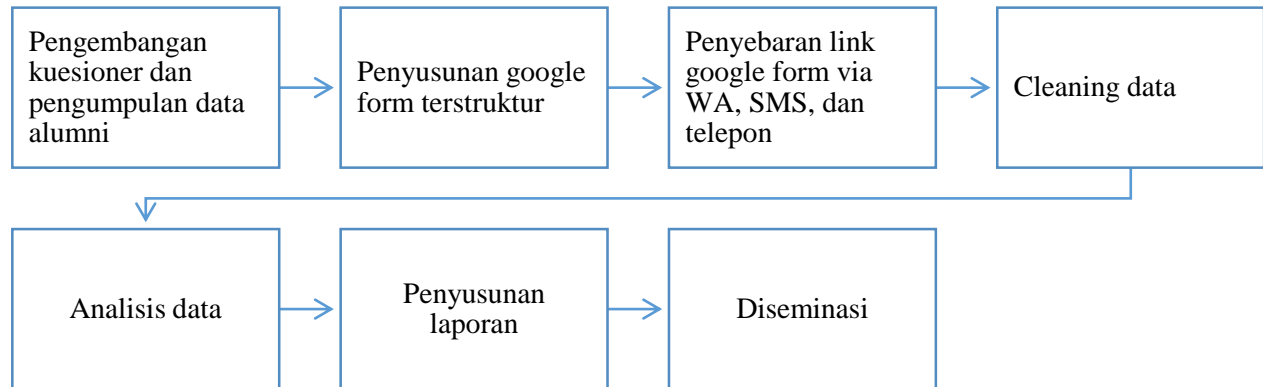 Pengembangan
kuesioner dan
pengumpulan data
alumni
Penyusunan google
form terstruktur
Penyebaran link
google form via
WA, SMS, dan
telepon
Cleaning data
Analisis data
Penyusunan
laporan
Diseminasi